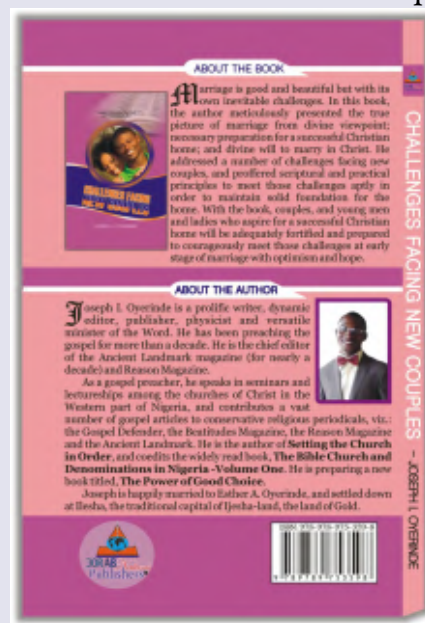 ABOUT THE BOOK
Marriage is good and beautiful but with its
own inevitable challenges. In this book,
the author meticulously presented the true
picture of marriage from divine viewpoint;
necessary preparation for a successful Christian
home; and divine will to marry in Christ. He
addressed a number of challenges facing new
couples, and proffered scriptural and practical
principles to meet those challenges aptly in
order to maintain solid foundation for the
home. With the book, couples, and young men
and ladies who aspire for a successful Christian
home will be adequately fortified and prepared
to courageously meet those challenges at early
stage of marriage with optimism and hope.
CHALLENGES FACING
ABOUT THE AUTHOR
Joseph I. Oyerinde is a prolific writer, dynamic
editor, publisher, physicist and versatile
minister of the Word. He has been preaching the
gospel for more than a decade. He is the chief editor
of the Ancient Landmark magazine (for nearly a
decade) and Reason Magazine.
As a gospel preacher, he speaks in seminars and
lectureships among the churches of Christ in the
Western part of Nigeria, and contributes a vast
number of gospel articles to conservative religious periodicals, viz.:
the Gospel Defender, the Beatitudes Magazine, the Reason Magazine
and the Ancient Landmark. He is the author of Setting the Church
in Order, and coedits the widely read book, The Bible Church and
Denominations in Nigeria -Volume One. He is preparing a new
book titled, The Power of Good Choice.
Joseph is happily married to Esther A. Oyerinde, and settled down
at Ilesha, the traditional capital of Ijesha-land, the land of Gold.
Publishers
CHALLENGES FACING NEW COUPLES - JOSEPH I. OYERINDE